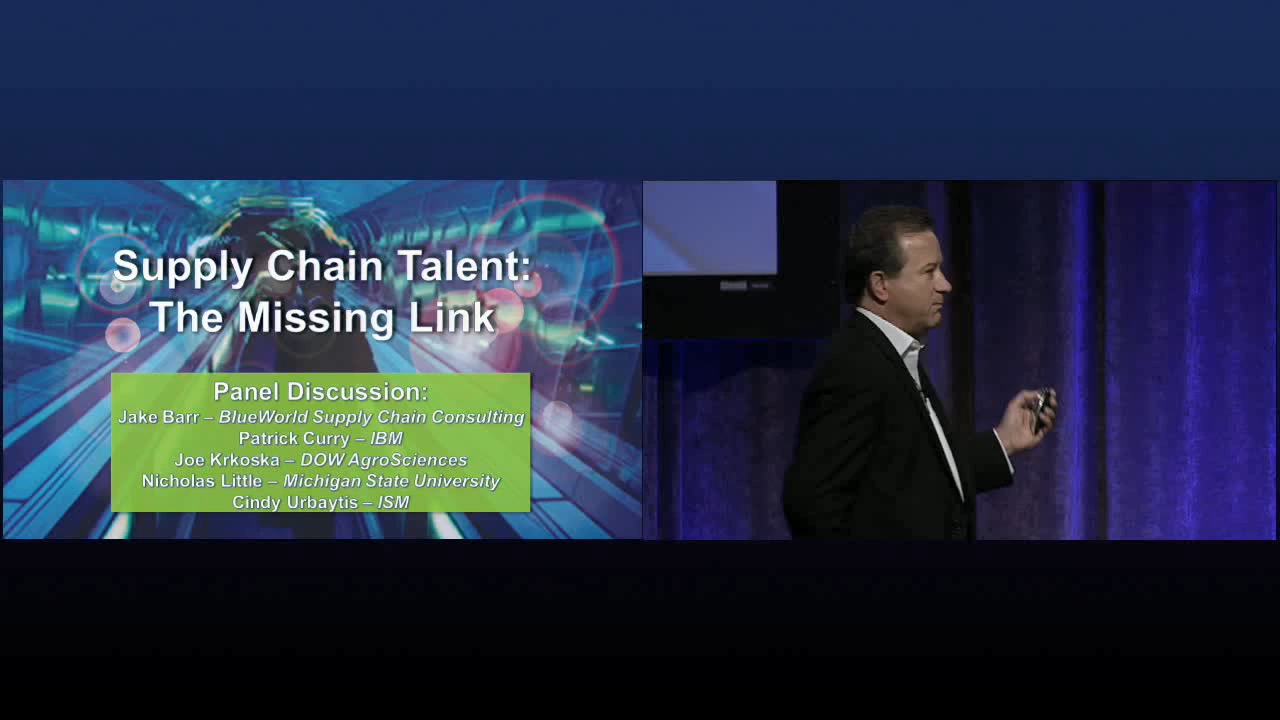 Supply Chain Talent:
The Missing Link
Panel Discussion:
Jake Barr – BlueWorld Supply Chain Consulting
Patrick Curry – IBM
Joe Krkoska – DOW AgroSciences
Nicholas Little – Michigan State University
Cindy Urbaytis – ISM